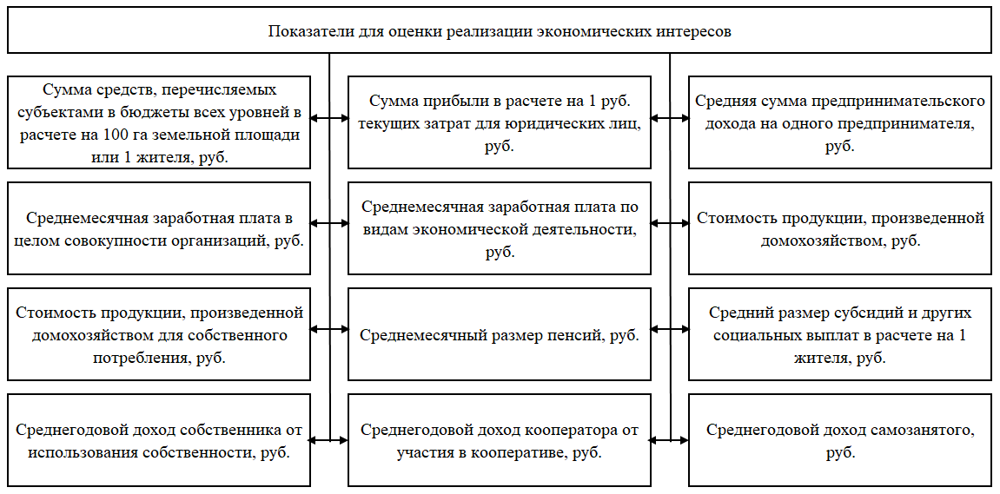 Показатели для оценки реализации экономических интересов
Сумма средств, перечисляемых
субъектами в бюджеты всех уровней в
расчете на 100 га земельной площади
или 1 жителя, руб.
Сумма прибыли в расчете на 1 руб.
текущих затрат для юридических лиц,
руб.
Средняя сумма предпринимательского
дохода на одного предпринимателя,
руб.
Среднемесячная заработная плата в
целом совокупности организаций, руб.
Среднемесячная заработная плата по
видам экономической деятельности,
руб.
Стоимость продукции, произведенной
домохозяйством, руб.
Стоимость продукции, произведенной
домохозяйством для собственного
потребления, руб.
Среднемесячный размер пенсий, руб.
Средний размер субсидий и других
социальных выплат в расчете на 1
жителя, руб.
Среднегодовой доход собственника от
использования собственности, руб.
Среднегодовой доход кооператора от
участия в кооперативе, руб.
Среднегодовой доход самозанятого,
руб.